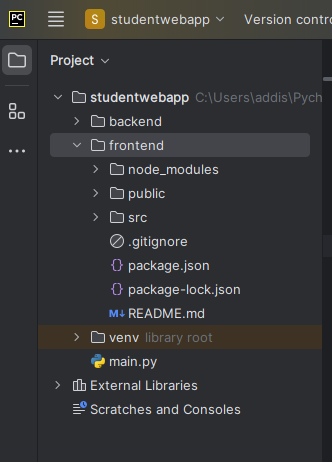 PC S studentwebapp Version contr
Project
studentwebapp C:\Users\addis\Pych
backend
frontend
node_modules
public
src
.gitignore
{} package.json
{} package-lock.json
M↓ README.md
venv library root
main.py
External Libraries
Scratches and Consoles